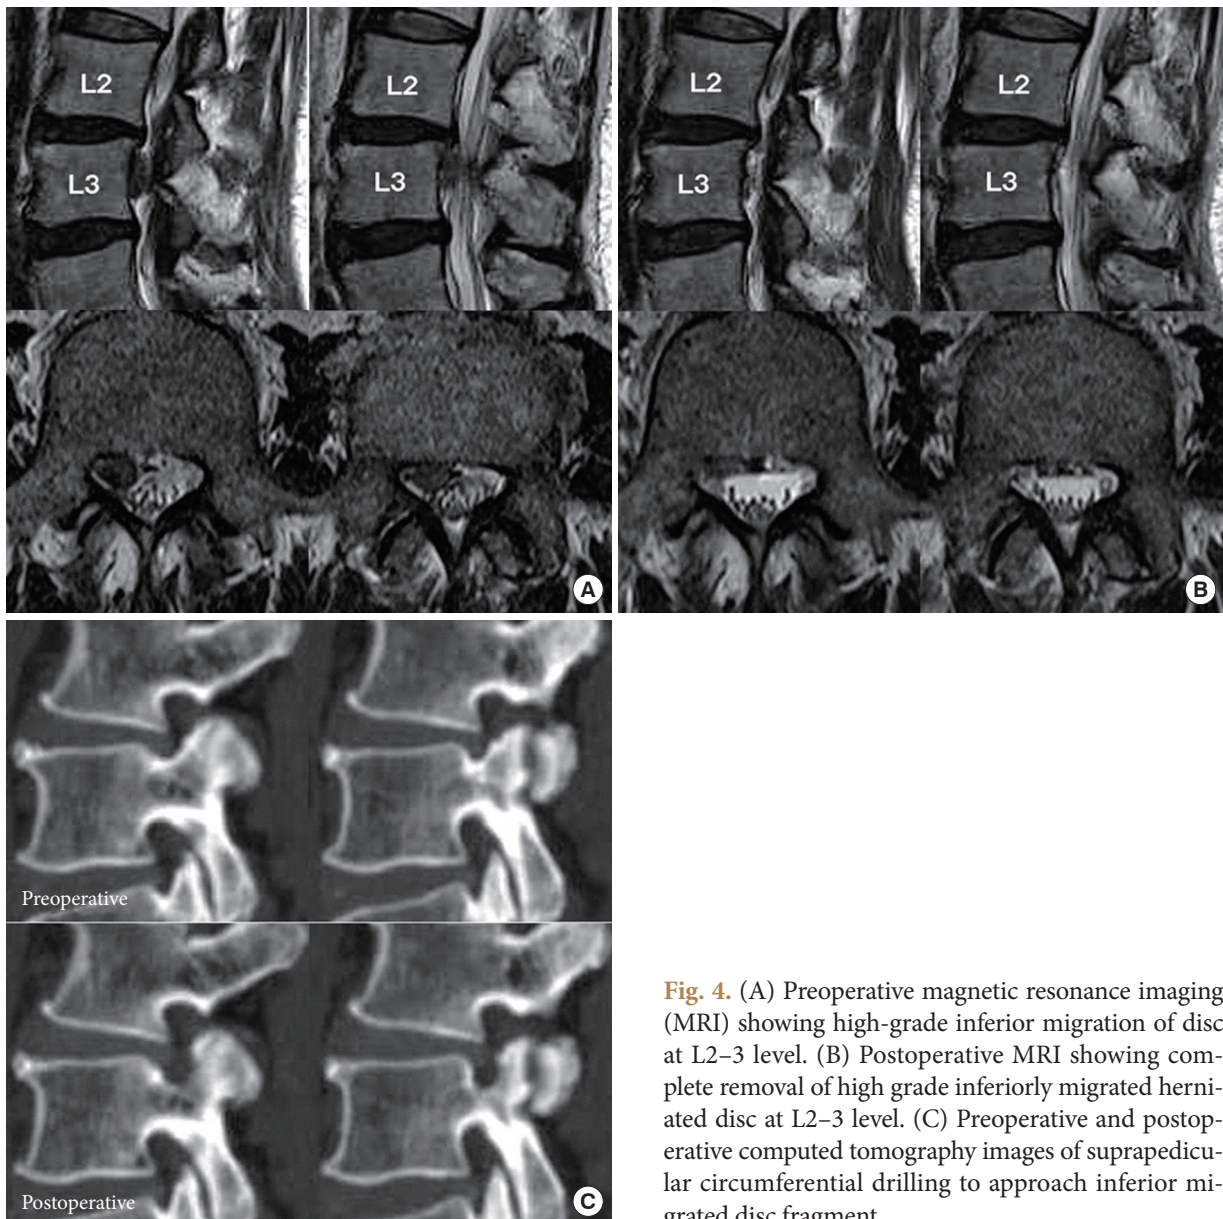 L2
L2
L3
L3
A
L2
L2
L3
L3
B
Preoperative
Postoperative
C
Fig. 4. (A) Preoperative magnetic resonance imaging
(MRI) showing high-grade inferior migration of disc
at L2–3 level. (B) Postoperative MRI showing com-
plete removal of high grade inferiorly migrated herni-
ated disc at L2–3 level. (C) Preoperative and postop-
erative computed tomography images of suprapedicu-
lar circumferential drilling to approach inferior mi-
grated disc fragment.